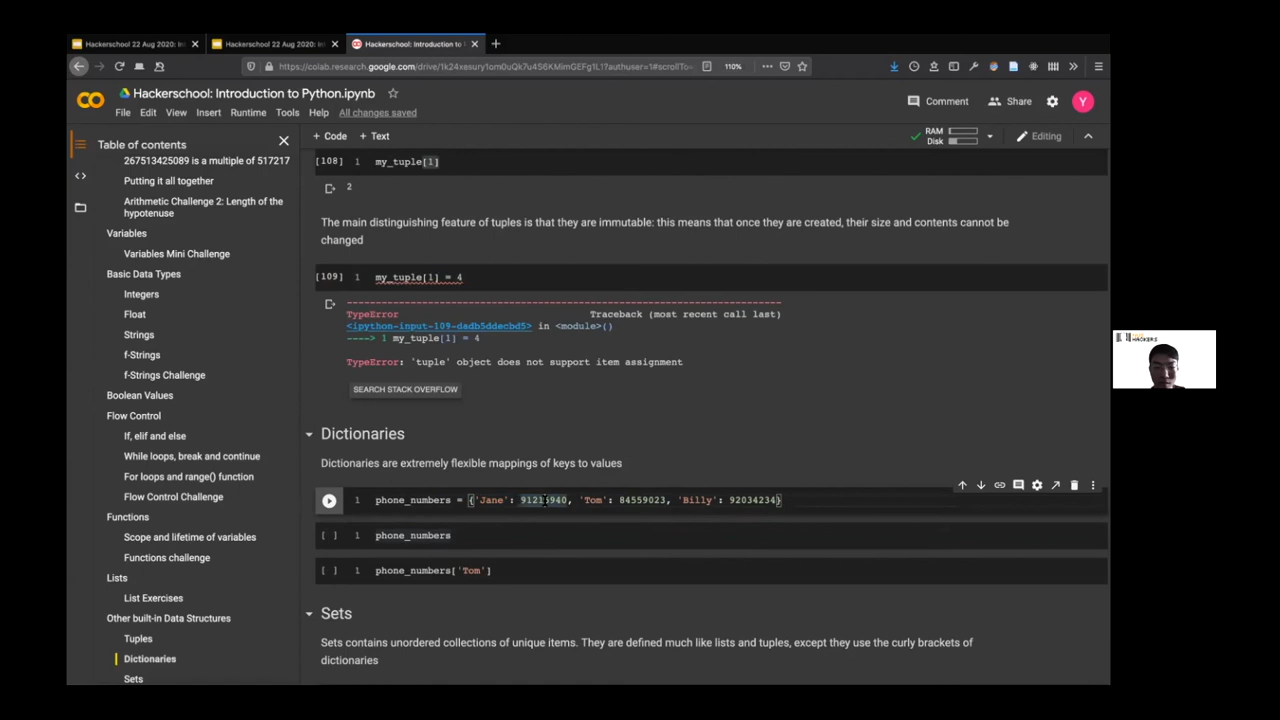 Hackerschool 22 Aug 2020: In
Hackerschool 22 Aug 2020: In
Hackerschool: Introduction to
110%
Hackerschool: Introduction to Python.ipynb
File Edit View Insert Runtime Tools Help All changes saved
Comment
Share
Y
+ Code + Text
RAM
Disk
Editing
Table of contents
267513425089 is a multiple of 517217
Putting it all together
Arithmetic Challenge 2: Length of the
hypotenuse
Variables
Variables Mini Challenge
Basic Data Types
Integers
Float
Strings
f-Strings
f-Strings Challenge
Boolean Values
Flow Control
If, elif and else
While loops, break and continue
For loops and range() function
Flow Control Challenge
Functions
Scope and lifetime of variables
Functions challenge
Lists
List Exercises
Other built-in Data Structures
Tuples
Dictionaries
Sets
[108] 1 my_tuple[1]
2
The main distinguishing feature of tuples is that they are immutable: this means that once they are created, their size and contents cannot be
changed
[109] 1 my_tuple[1] = 4
---------------------------------------------------------------------------
TypeError Traceback (most recent call last)
<ipython-input-109-dadb5ddecbd5> in <module>()
----> 1 my_tuple[1] = 4
TypeError: 'tuple' object does not support item assignment
SEARCH STACK OVERFLOW
Dictionaries
Dictionaries are extremely flexible mappings of keys to values
1 phone_numbers = {'Jane': 'Tom': 84559023, 'Billy': 92034234}
[ ] 1 phone_numbers
[ ] 1 phone_numbers['Tom']
Sets
Sets contains unordered collections of unique items. They are defined much like lists and tuples, except they use the curly brackets of
dictionaries
HACKERS